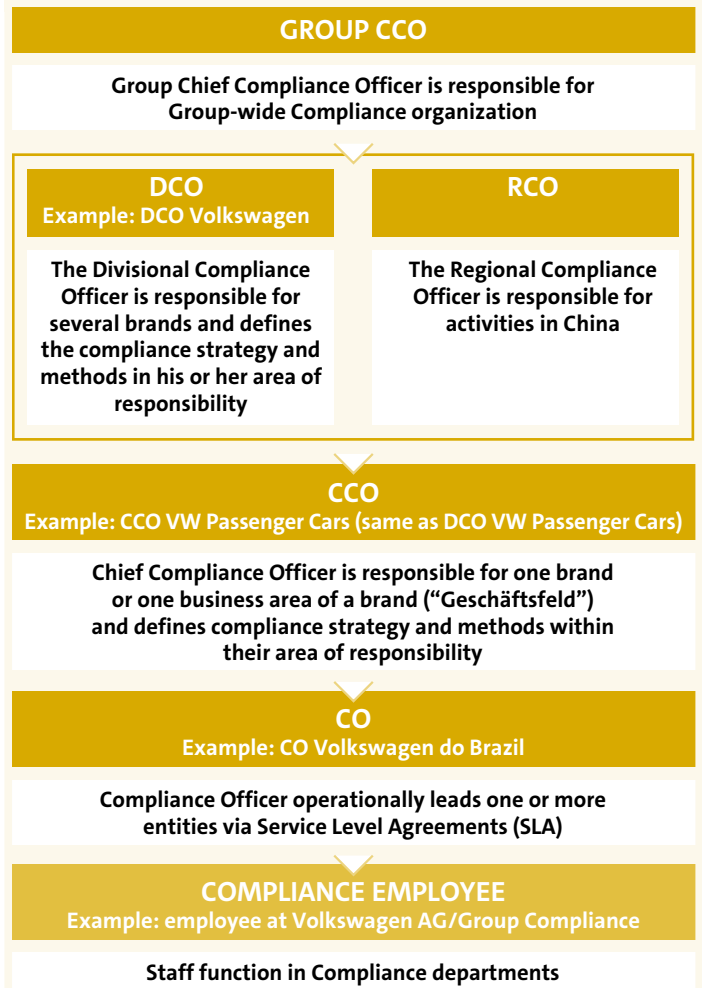 GROUP CCO
Group Chief Compliance Officer is responsible for
Group-wide Compliance organization
DCO
Example: DCO Volkswagen
The Divisional Compliance
Officer is responsible for
several brands and defines
the compliance strategy and
methods in his or her area of
responsibility
RCO
The Regional Compliance
Officer is responsible for
activities in China
CCO
Example: CCO VW Passenger Cars (same as DCO VW Passenger Cars)
Chief Compliance Officer is responsible for one brand
or one business area of a brand (“Geschäftsfeld”)
and defines compliance strategy and methods within
their area of responsibility
CO
Example: CO Volkswagen do Brazil
Compliance Officer operationally leads one or more
entities via Service Level Agreements (SLA)
COMPLIANCE EMPLOYEE
Example: employee at Volkswagen AG/Group Compliance
Staff function in Compliance departments